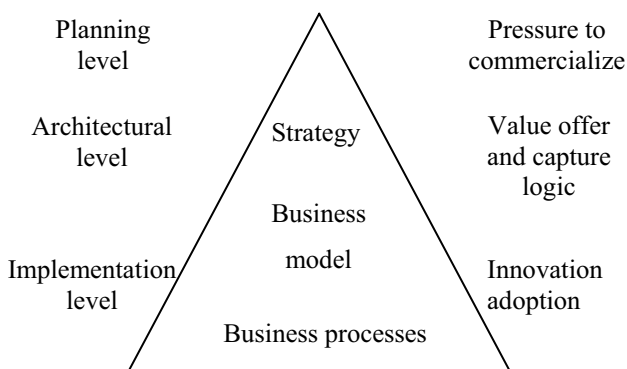 Planning
level
Pressure to
commercialize
Architectural
level
Strategy
Value offer
and capture
logic
Business
model
Implementation
level
Innovation
adoption
Business processes